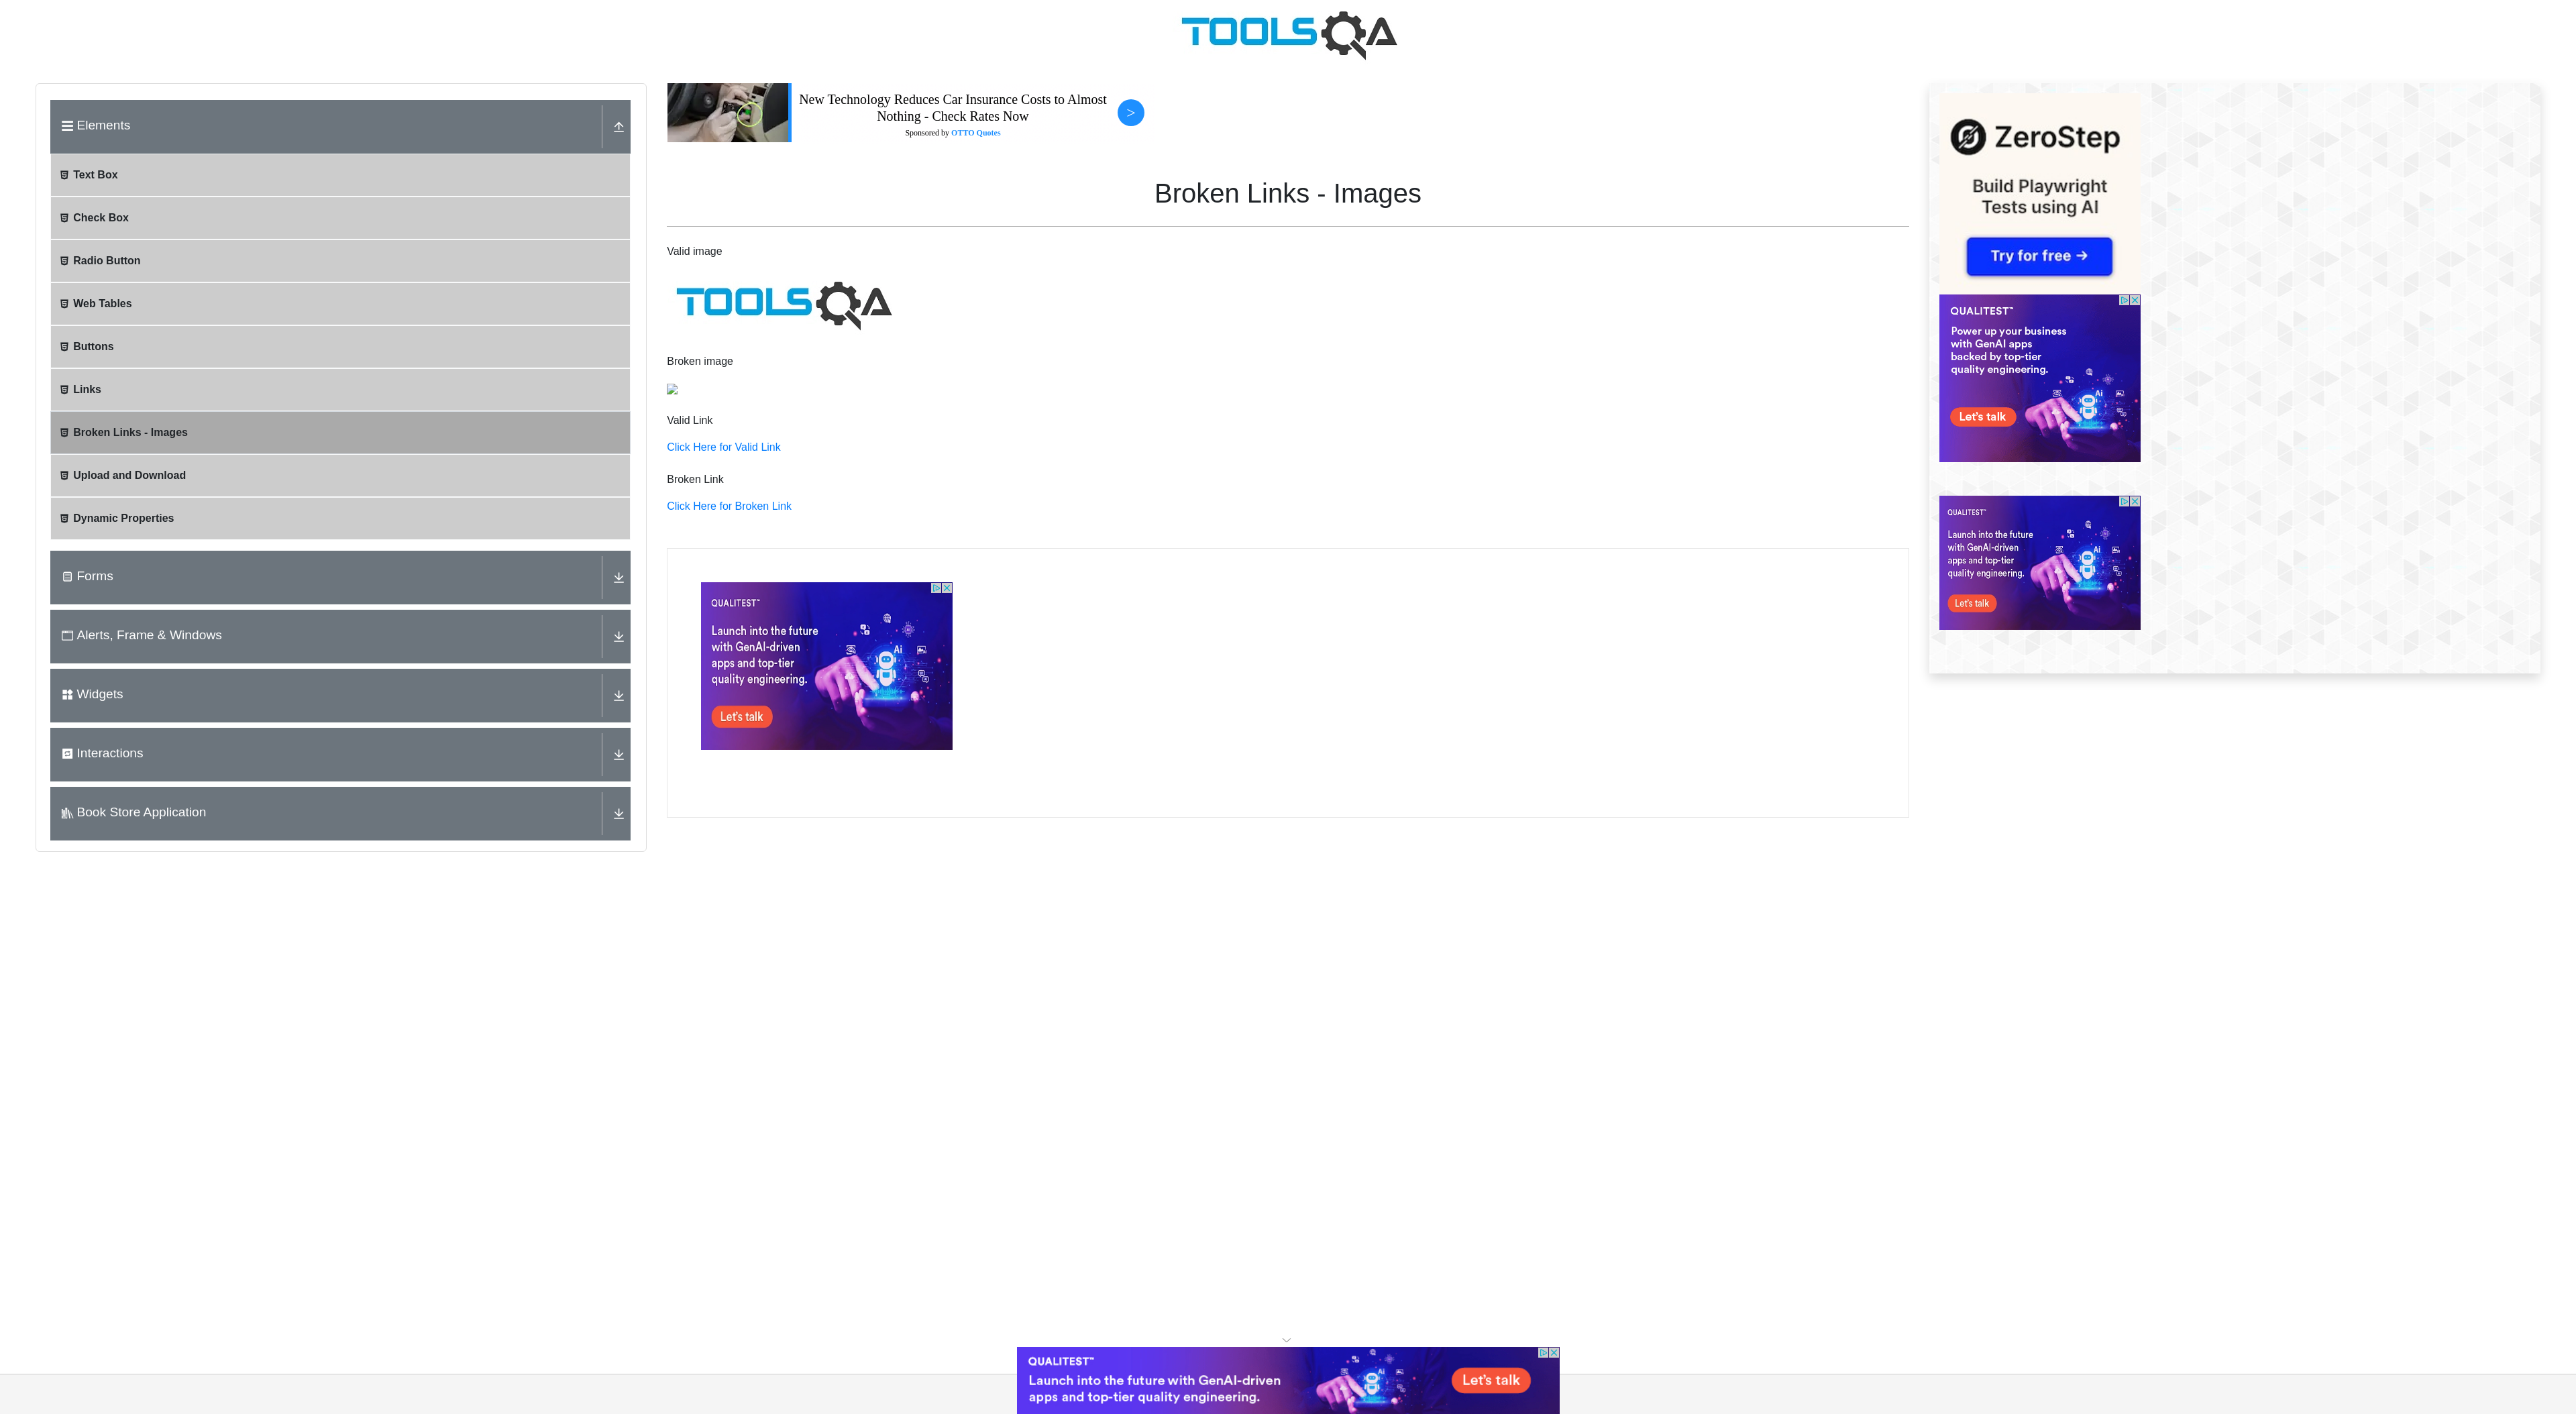 TOOLSQA
Elements
Text Box
Check Box
Radio Button
Web Tables
Buttons
Links
Broken Links - Images
Upload and Download
Dynamic Properties
Forms
Alerts, Frame & Windows
Widgets
Interactions
Book Store Application
New Technology Reduces Car Insurance Costs to Almost
Nothing - Check Rates Now
Sponsored by OTTO Quotes
>
Broken Links - Images
Valid image
TOOLSQA
Broken image
Valid Link
Click Here for Valid Link
Broken Link
Click Here for Broken Link
QUALITEST™
Launch into the future
with GenAI-driven
apps and top-tier
quality engineering.
Let's talk
Ai
ZeroStep
Build Playwright
Tests using AI
Try for free →
QUALITEST™
Power up your business
with GenAI apps
backed by top-tier
quality engineering.
Let's talk
Ai
QUALITEST™
Launch into the future
with GenAI-driven
apps and top-tier
quality engineering.
Let's talk
Ai
QUALITEST™
Launch into the future with GenAI-driven
apps and top-tier quality engineering.
Ai
Let's talk